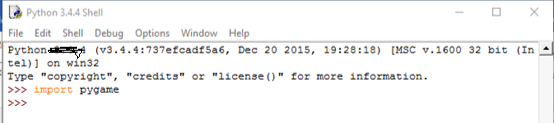 Python 3.4.4 Shell
File Edit Shell Debug Options Window Help
Python 4 (v3.4.4:737efcadf5a6, Dec 20 2015, 19:28:18) [MSC v.1600 32 bit (In
tel)] on win32
Type "copyright", "credits" or "license()" for more information.
>>> import pygame
>>>